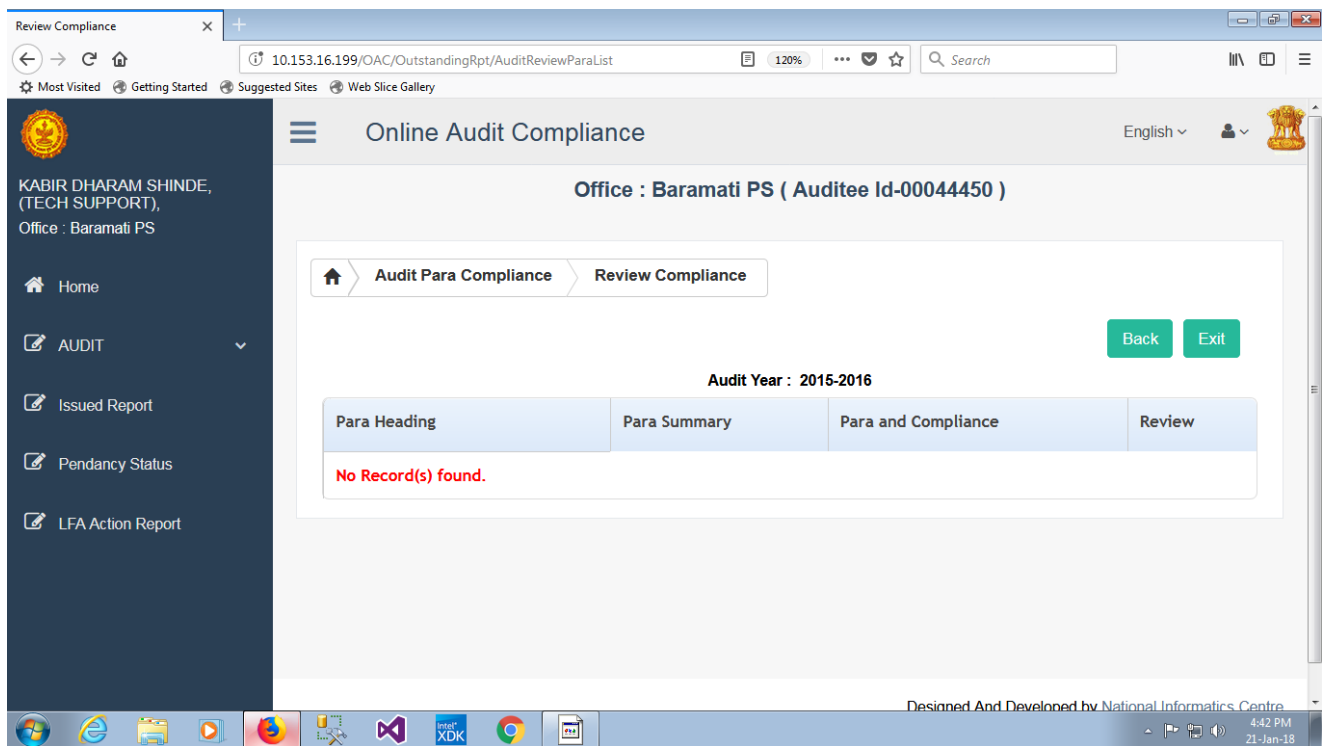 Review Compliance
10.153.16.199/OAC/OutstandingRpt/AuditReviewParaList
120%
Search
Most Visited
Getting Started
Suggested Sites
Web Slice Gallery
Online Audit Compliance
English
KABIR DHARAM SHINDE,
(TECH SUPPORT),
Office : Baramati PS
Home
AUDIT
Issued Report
Pendancy Status
LFA Action Report
Office : Baramati PS ( Auditee Id-00044450 )
Audit Para Compliance
Review Compliance
Back
Exit
Audit Year : 2015-2016
Para Heading
Para Summary
Para and Compliance
Review
No Record(s) found.
Designed And Developed by National Informatics Centre
intel
XDK
4:42 PM
21-Jan-18